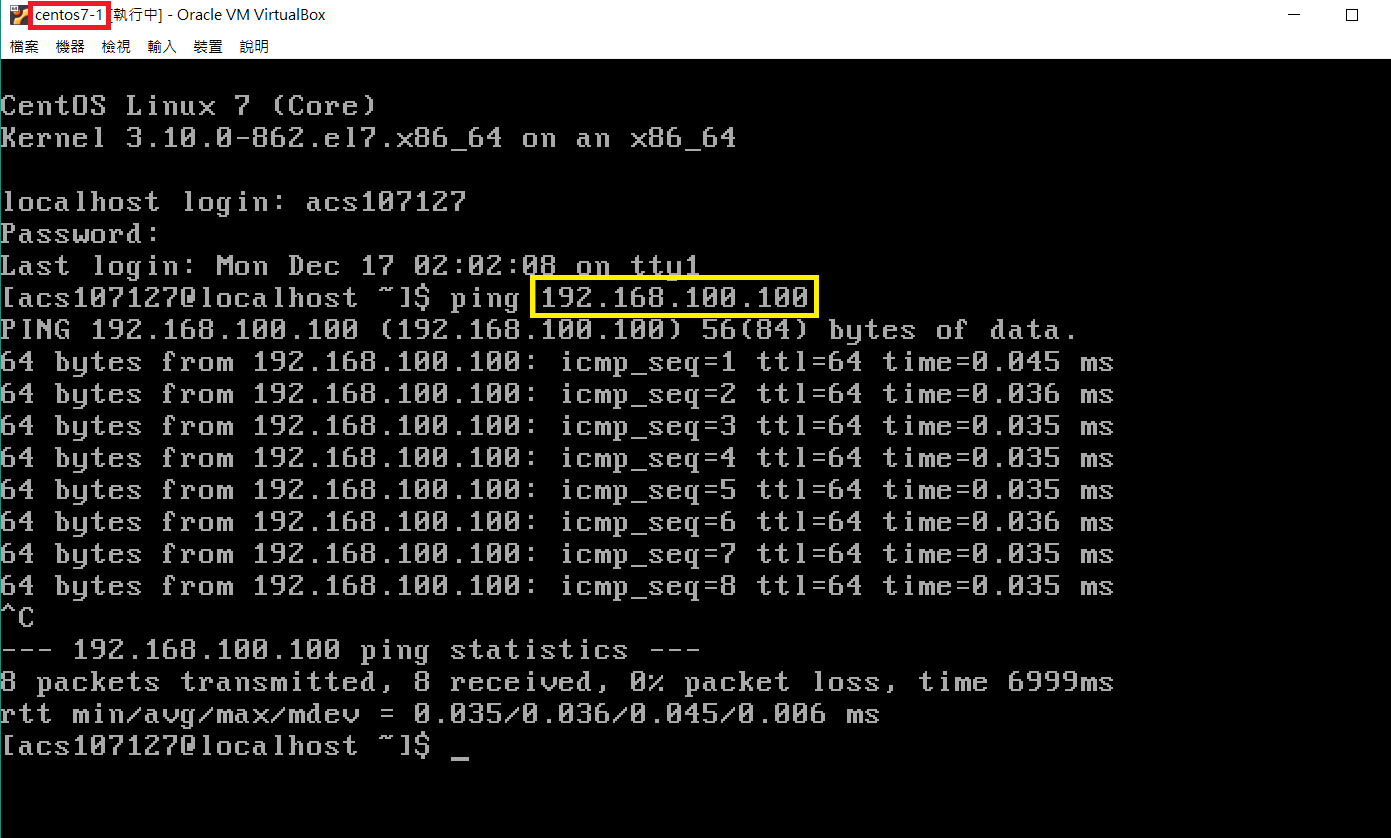 centos7-1 [執行中] - Oracle VM VirtualBox
檔案 機器 檢視 輸入 裝置 說明
CentOS Linux 7 (Core)
Kernel 3.10.0-862.el7.x86_64 on an x86_64
localhost login: acs107127
Password:
Last login: Mon Dec 17 02:02:08 on tty1
[acs107127@localhost ~]$ ping 192.168.100.100
PING 192.168.100.100 (192.168.100.100) 56(84) bytes of data.
64 bytes from 192.168.100.100: icmp_seq=1 ttl=64 time=0.045 ms
64 bytes from 192.168.100.100: icmp_seq=2 ttl=64 time=0.036 ms
64 bytes from 192.168.100.100: icmp_seq=3 ttl=64 time=0.035 ms
64 bytes from 192.168.100.100: icmp_seq=4 ttl=64 time=0.035 ms
64 bytes from 192.168.100.100: icmp_seq=5 ttl=64 time=0.035 ms
64 bytes from 192.168.100.100: icmp_seq=6 ttl=64 time=0.036 ms
64 bytes from 192.168.100.100: icmp_seq=7 ttl=64 time=0.035 ms
64 bytes from 192.168.100.100: icmp_seq=8 ttl=64 time=0.035 ms
^C
--- 192.168.100.100 ping statistics ---
8 packets transmitted, 8 received, 0% packet loss, time 6999ms
rtt min/avg/max/mdev = 0.035/0.036/0.045/0.006 ms
[acs107127@localhost ~]$ _